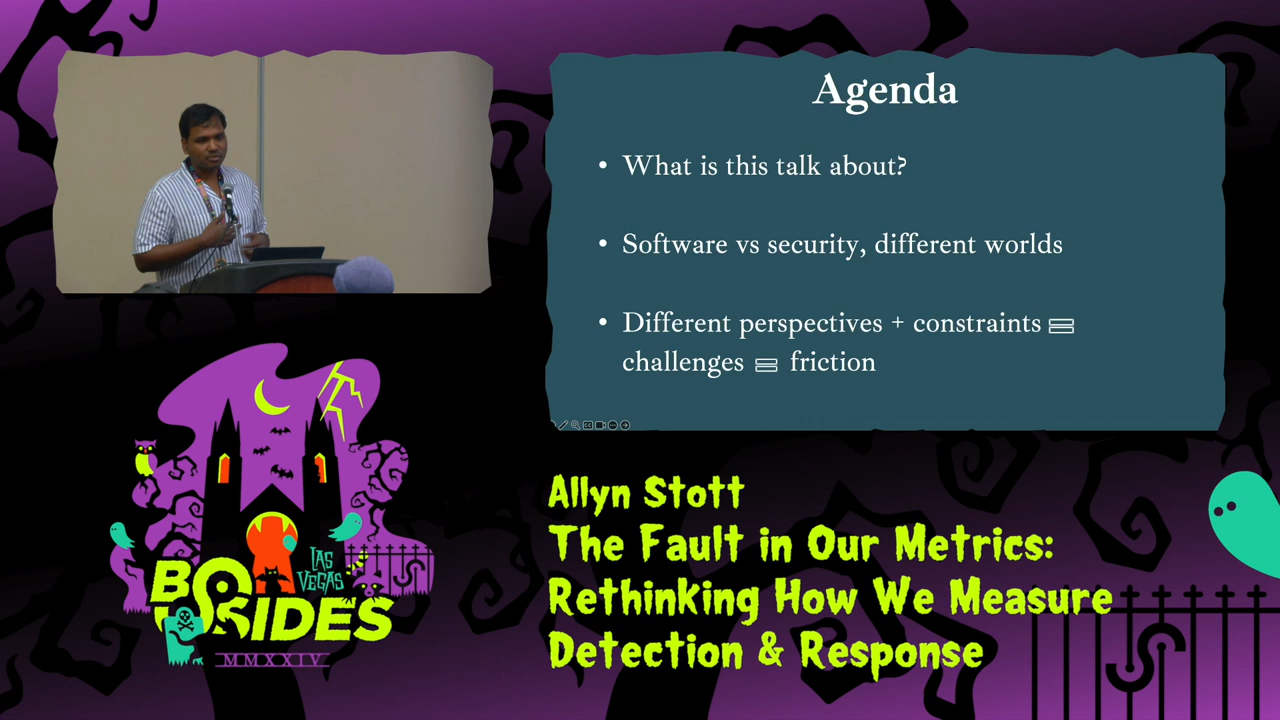 Agenda
• What is this talk about?
• Software vs security, different worlds
• Different perspectives + constraints =
challenges = friction
Allyn Stott
The Fault in Our Metrics:
Rethinking How We Measure
Detection & Response
LAS
VEGAS
BSIDES
MMXXIV